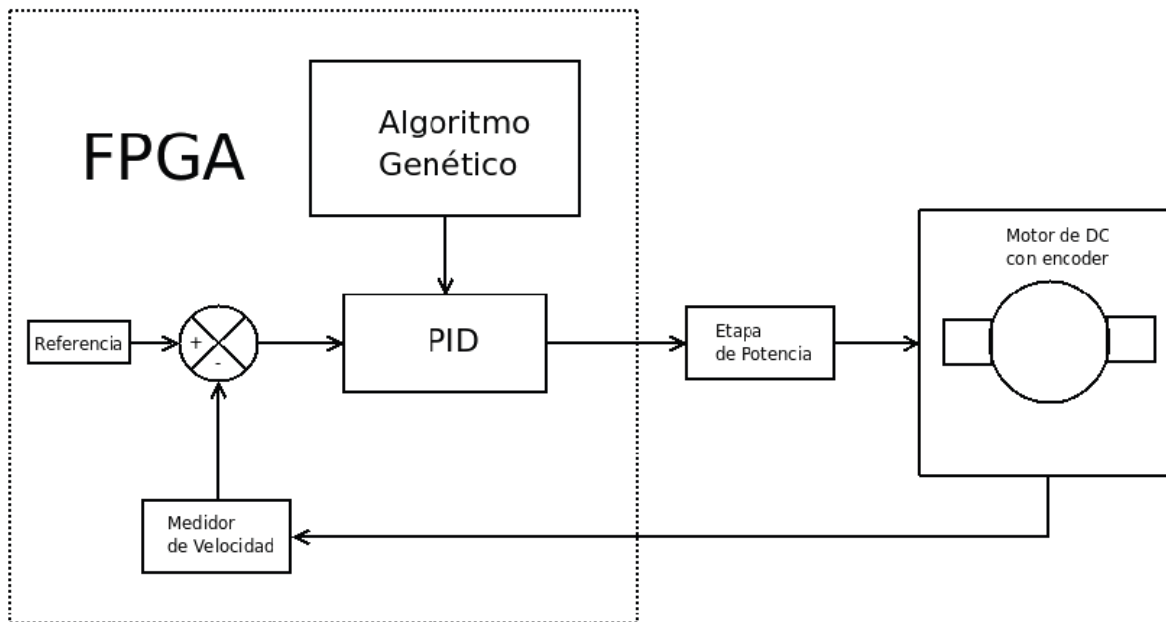 FPGA
Algoritmo
Genético
Motor de DC
con encoder
Referencia
+
-
PID
Etapa
de Potencia
Medidor
de Velocidad